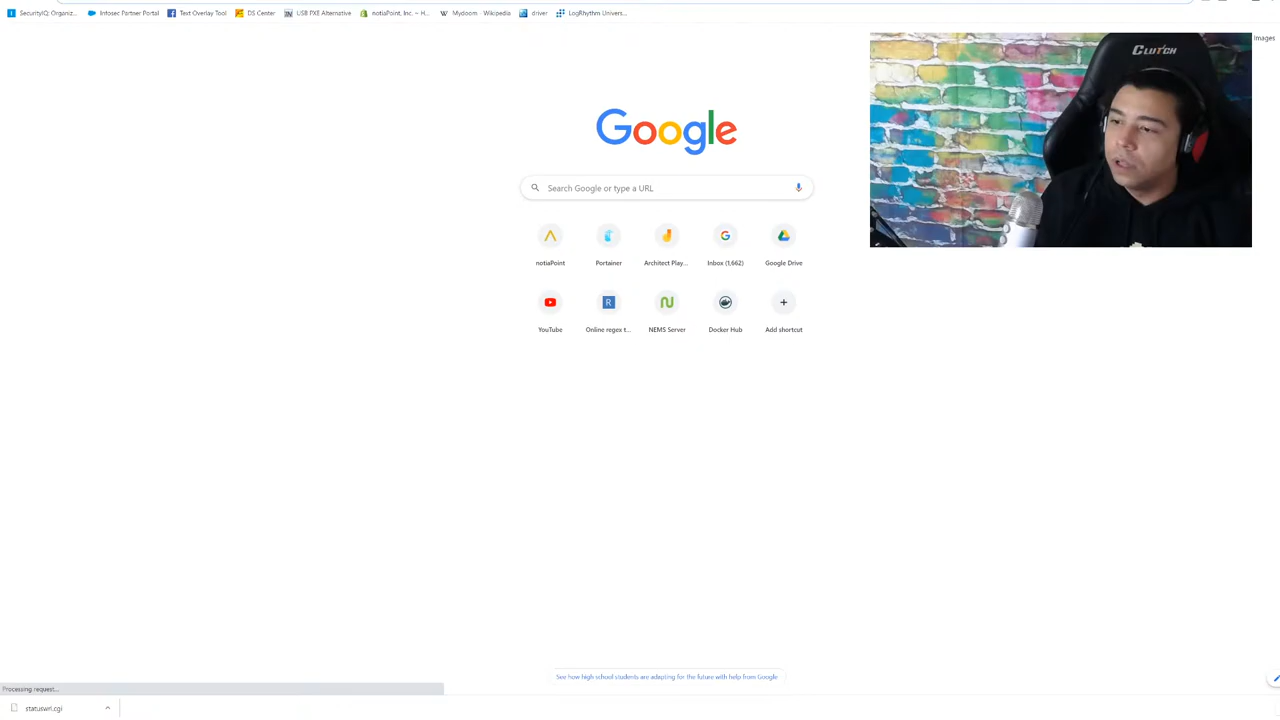 SecurityIQ: Organiz... Infosec Partner Portal Text Overlay Tool DS Center USB PXE Alternative notiaPoint, Inc. ~ H... Mydoom - Wikipedia driver LogRhythm Univers...
Images
CLUTCH
Google
Search Google or type a URL
notiaPoint Portainer Architect Play... Inbox (1,662) Google Drive
YouTube Online regex t... NEMS Server Docker Hub Add shortcut
See how high school students are adapting for the future with help from Google
Processing request...
statuswrl.cgi